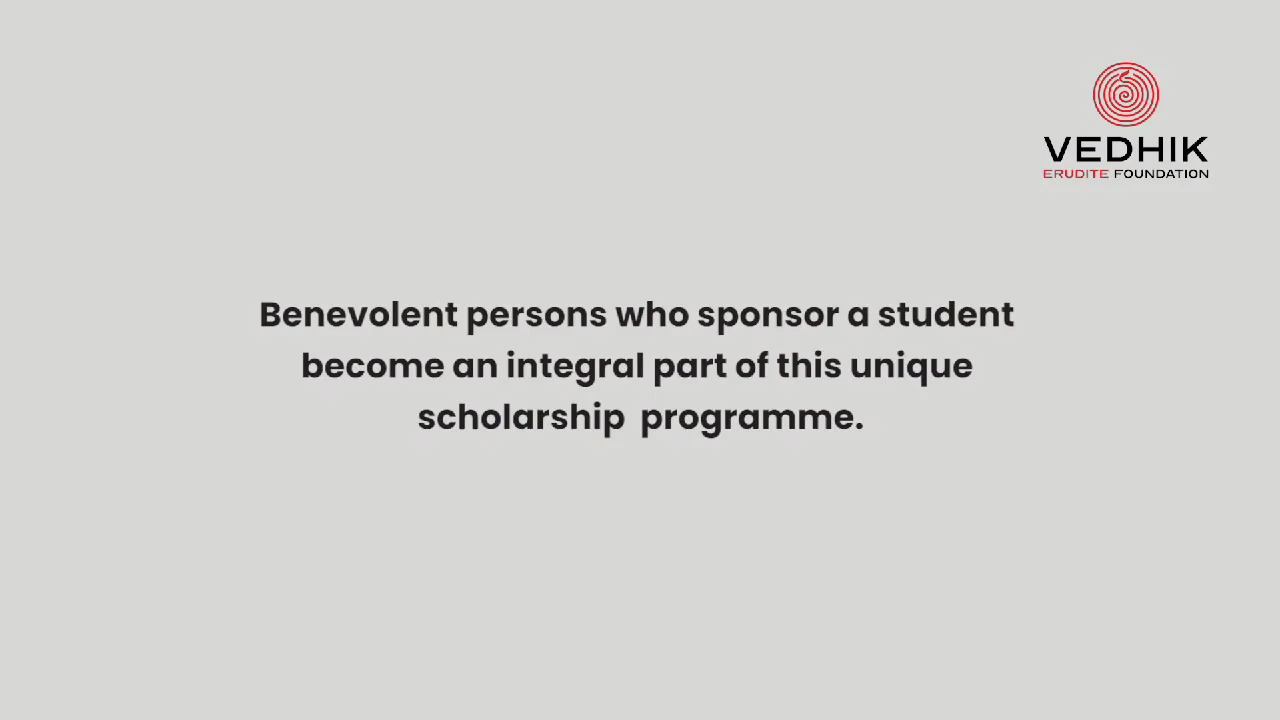 VEDHIK
ERUDITE FOUNDATION
Benevolent persons who sponsor a student
become an integral part of this unique
scholarship  programme.